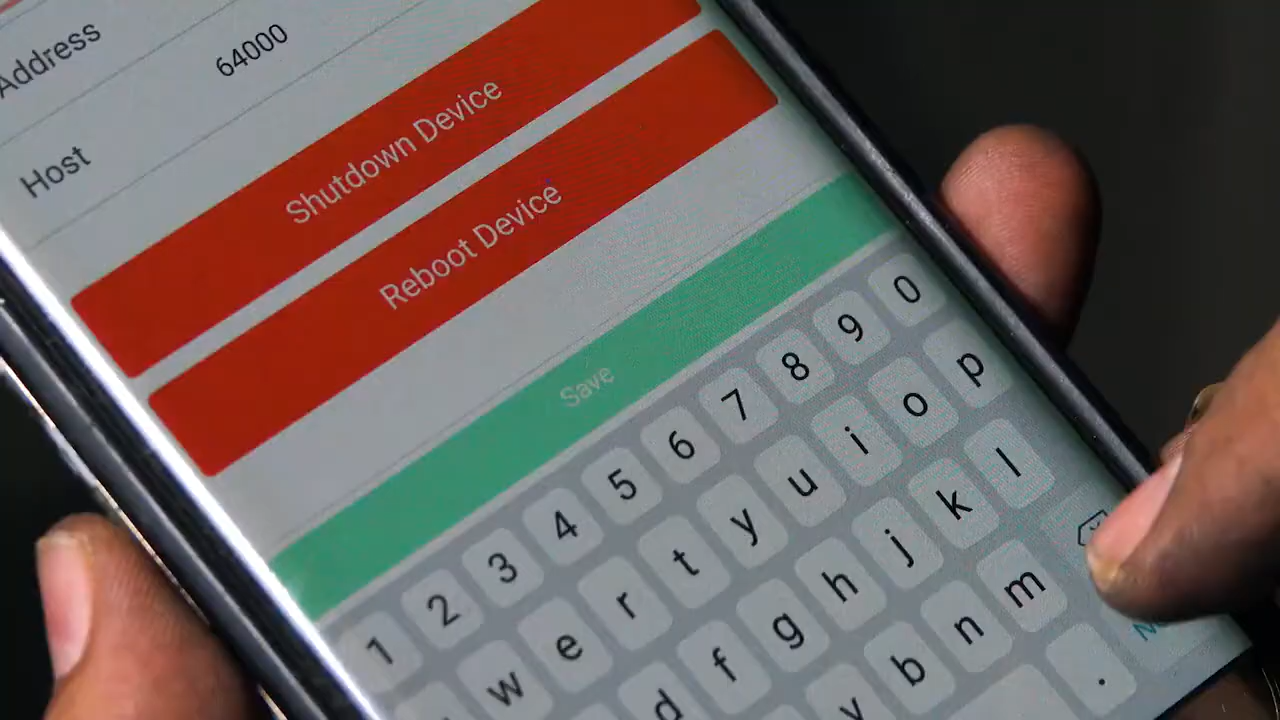 Address
64000
Host
Shutdown Device
Reboot Device
Save
1 2 3 4 5 6 7 8 9 0
w e r t y u i o p
d f g h j k l
v b n m
.